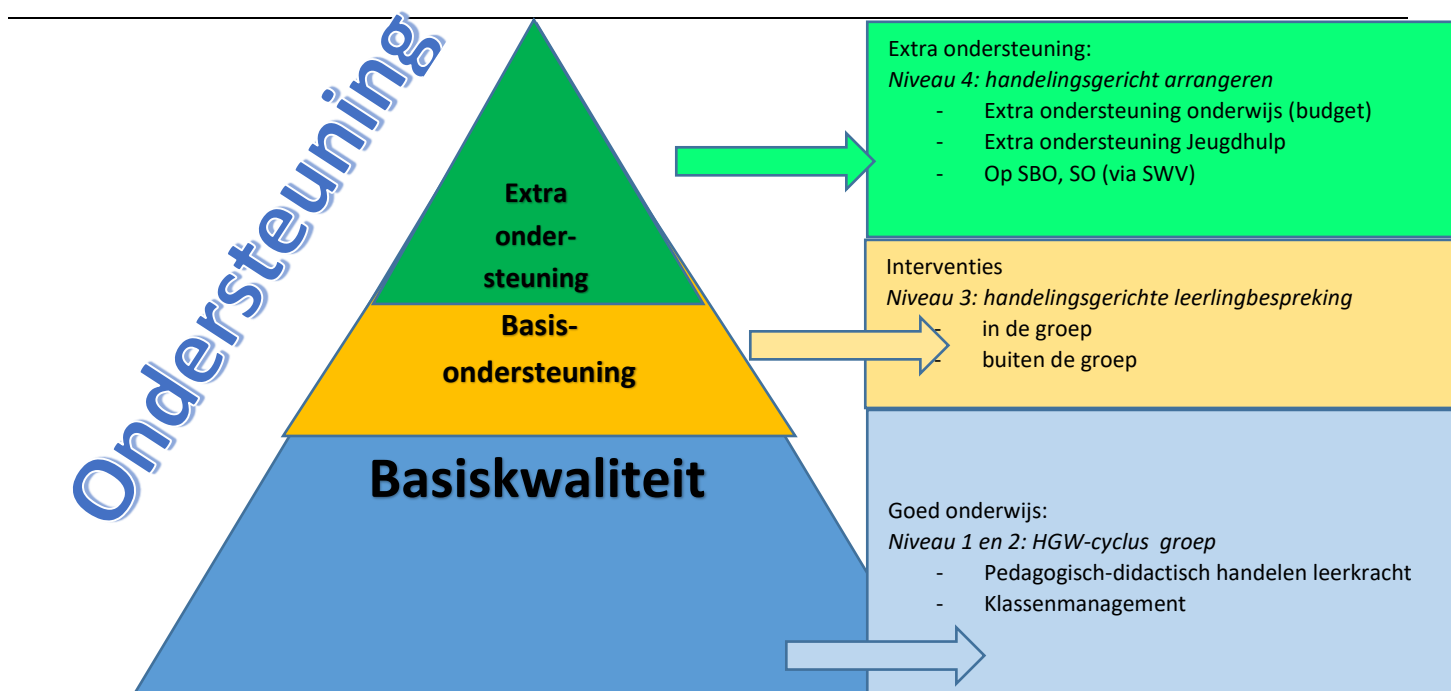 Ondersteuning
Extra
onder-
steuning
Basis-
ondersteuning
Basiskwaliteit
Extra ondersteuning:
Niveau 4: handelingsgericht arrangeren
- Extra ondersteuning onderwijs (budget)
- Extra ondersteuning Jeugdhulp
- Op SBO, SO (via SWV)
Interventies
Niveau 3: handelingsgerichte leerlingbespreking
- in de groep
- buiten de groep
Goed onderwijs:
Niveau 1 en 2: HGW-cyclus groep
- Pedagogisch-didactisch handelen leerkracht
- Klassenmanagement